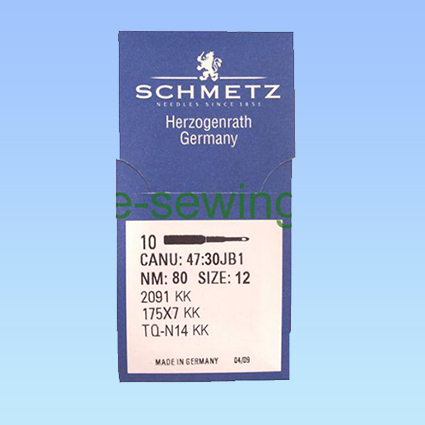 SCHMETZ
NEEDLES SINCE 1851
Herzogenrath
Germany
e-sewing
10
CANU: 47:30JB1
NM: 80 SIZE: 12
2091 KK
175X7 KK
TQ-N14 KK
MADE IN GERMANY 04/09